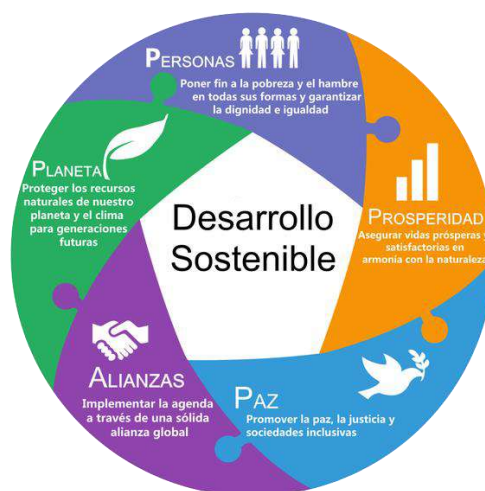 PERSONAS
Poner fin a la pobreza y el hambre
en todas sus formas y garantizar
la dignidad e igualdad
PROSPERIDAD
Asegurar vidas prósperas y
satisfactorias en
armonía con la naturaleza
PAZ
Promover la paz, la justicia y
sociedades inclusivas
ALIANZAS
Implementar la agenda
a través de una sólida
alianza global
PLANETA
Proteger los recursos
naturales de nuestro
planeta y el clima
para generaciones
futuras
Desarrollo
Sostenible